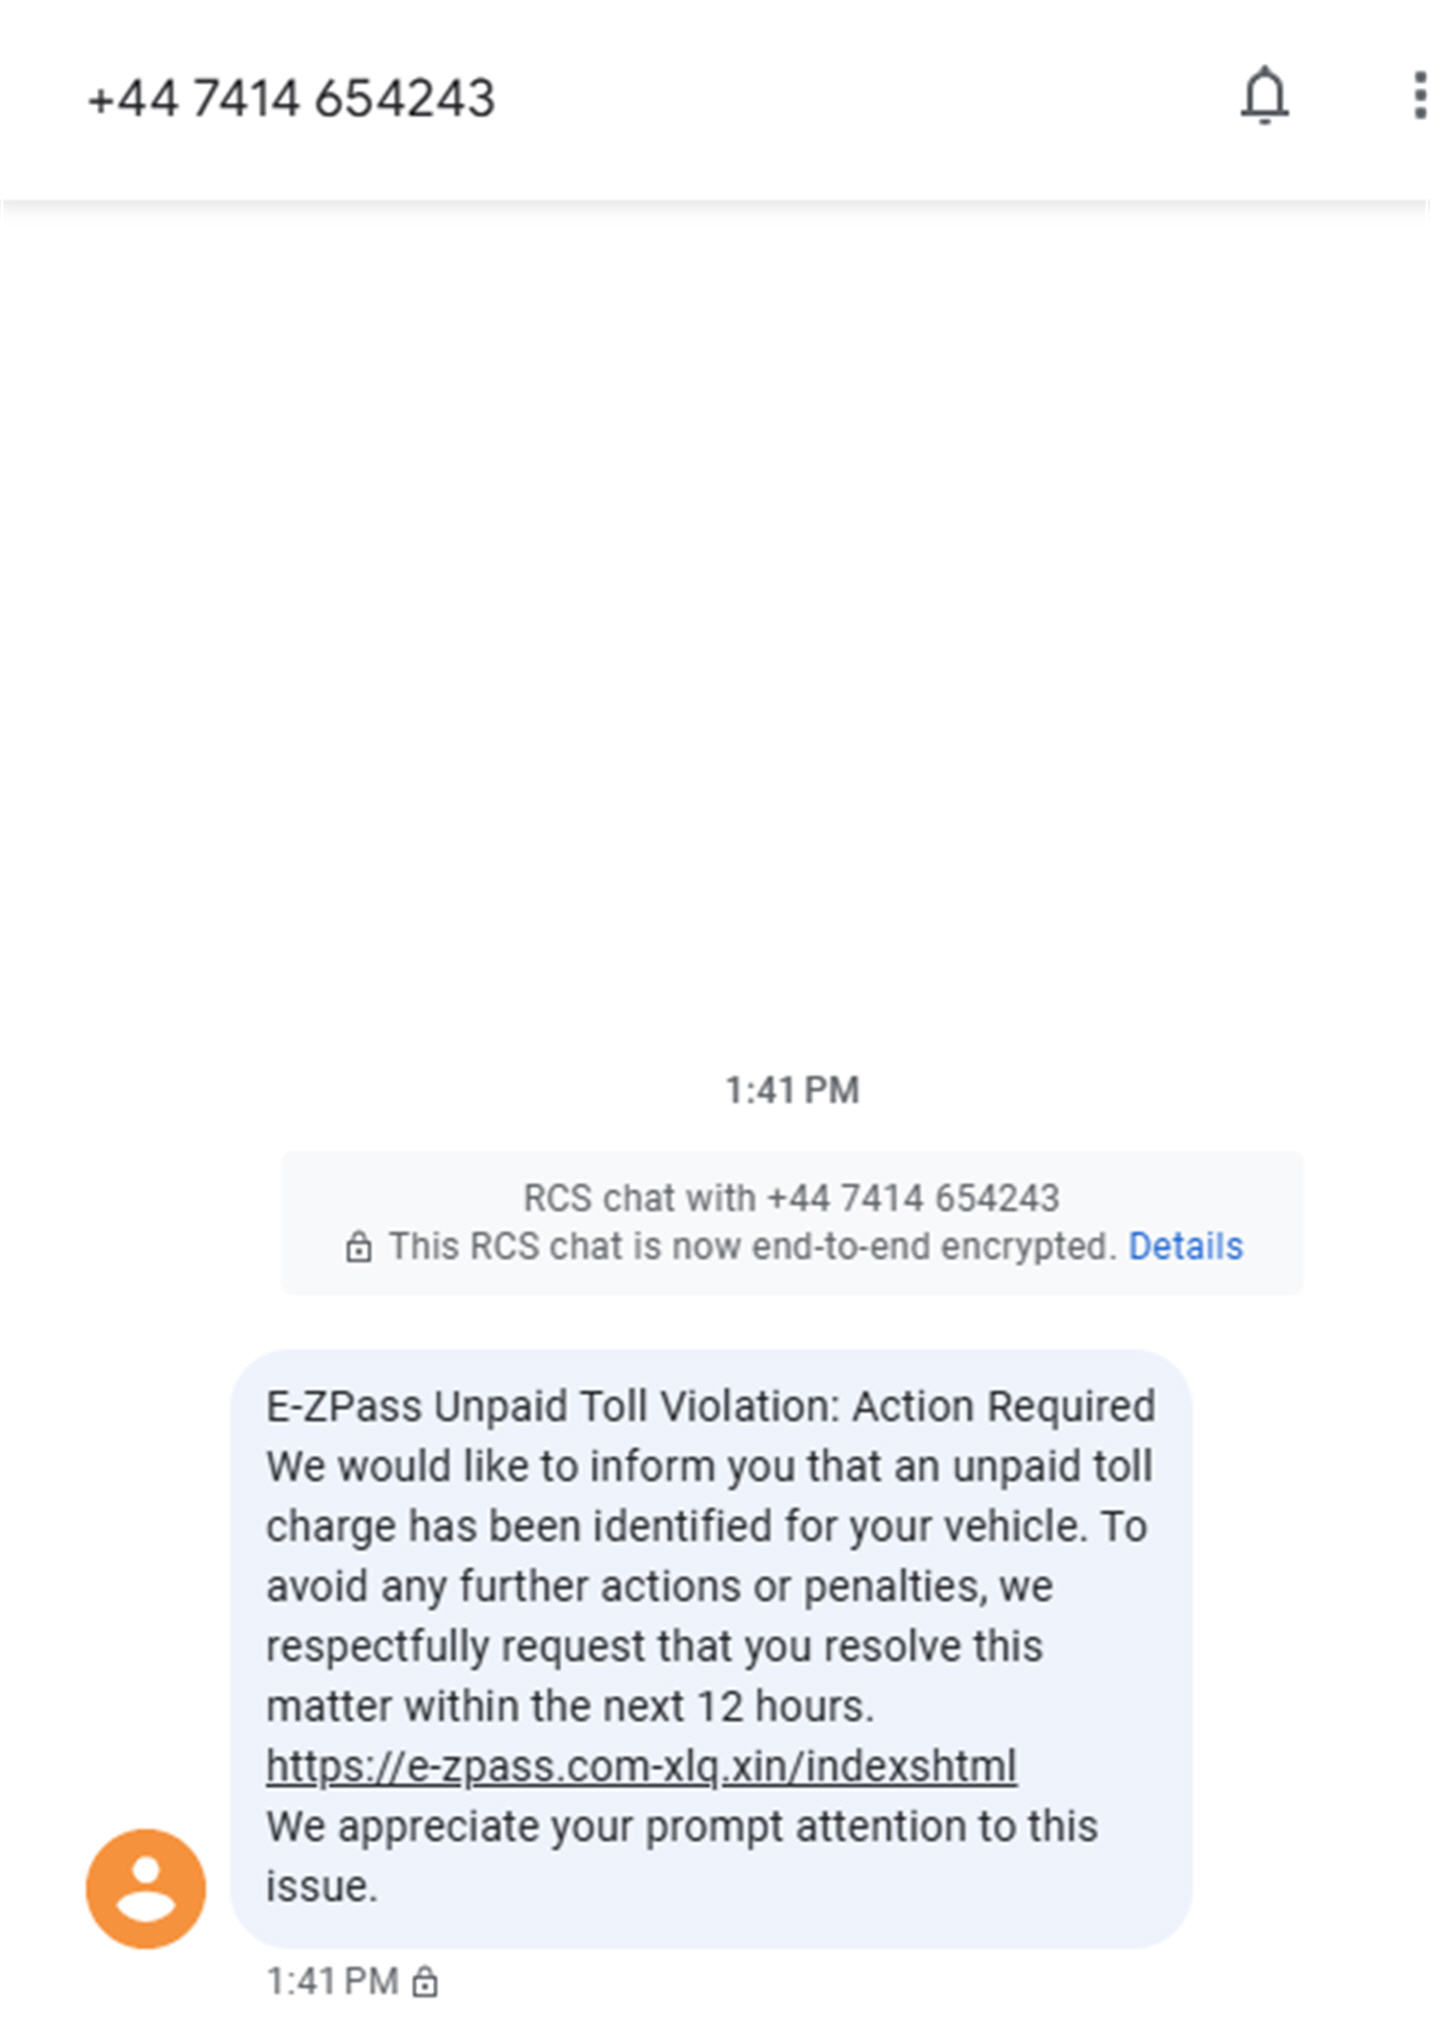 +44 7414 654243
1:41 PM
RCS chat with +44 7414 654243
This RCS chat is now end-to-end encrypted. Details
E-ZPass Unpaid Toll Violation: Action Required
We would like to inform you that an unpaid toll
charge has been identified for your vehicle. To
avoid any further actions or penalties, we
respectfully request that you resolve this
matter within the next 12 hours.
https://e-zpass.com-xlq.xin/indexshtml
We appreciate your prompt attention to this
issue.
1:41 PM